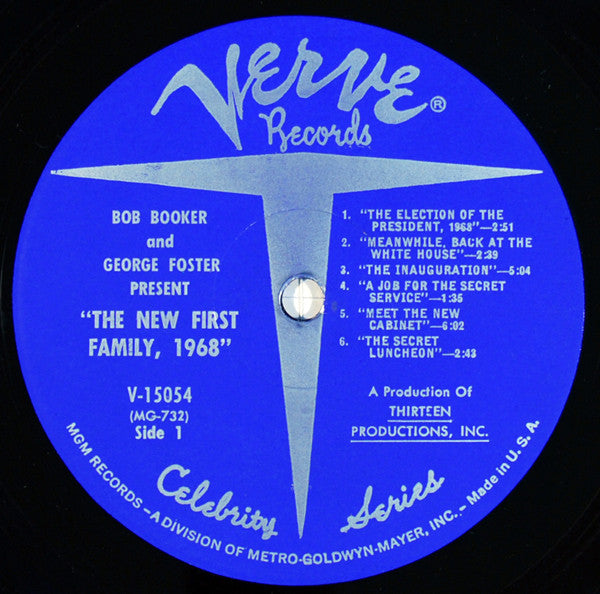 Verve®
Records
BOB BOOKER
and
GEORGE FOSTER
PRESENT
"THE NEW FIRST
FAMILY, 1968"
V-15054
(MG-732)
Side 1
1. "THE ELECTION OF THE
PRESIDENT, 1968"—2:51
2. "MEANWHILE, BACK AT THE
WHITE HOUSE"—2:39
3. "THE INAUGURATION"—5:04
4. "A JOB FOR THE SECRET
SERVICE"—1:35
5. "MEET THE NEW
CABINET"—6:02
6. "THE SECRET
LUNCHEON"—2:43
A Production Of
THIRTEEN
PRODUCTIONS, INC.
Celebrity Series
MGM RECORDS—A DIVISION OF METRO-GOLDWYN-MAYER, INC.—Made in U. S. A.